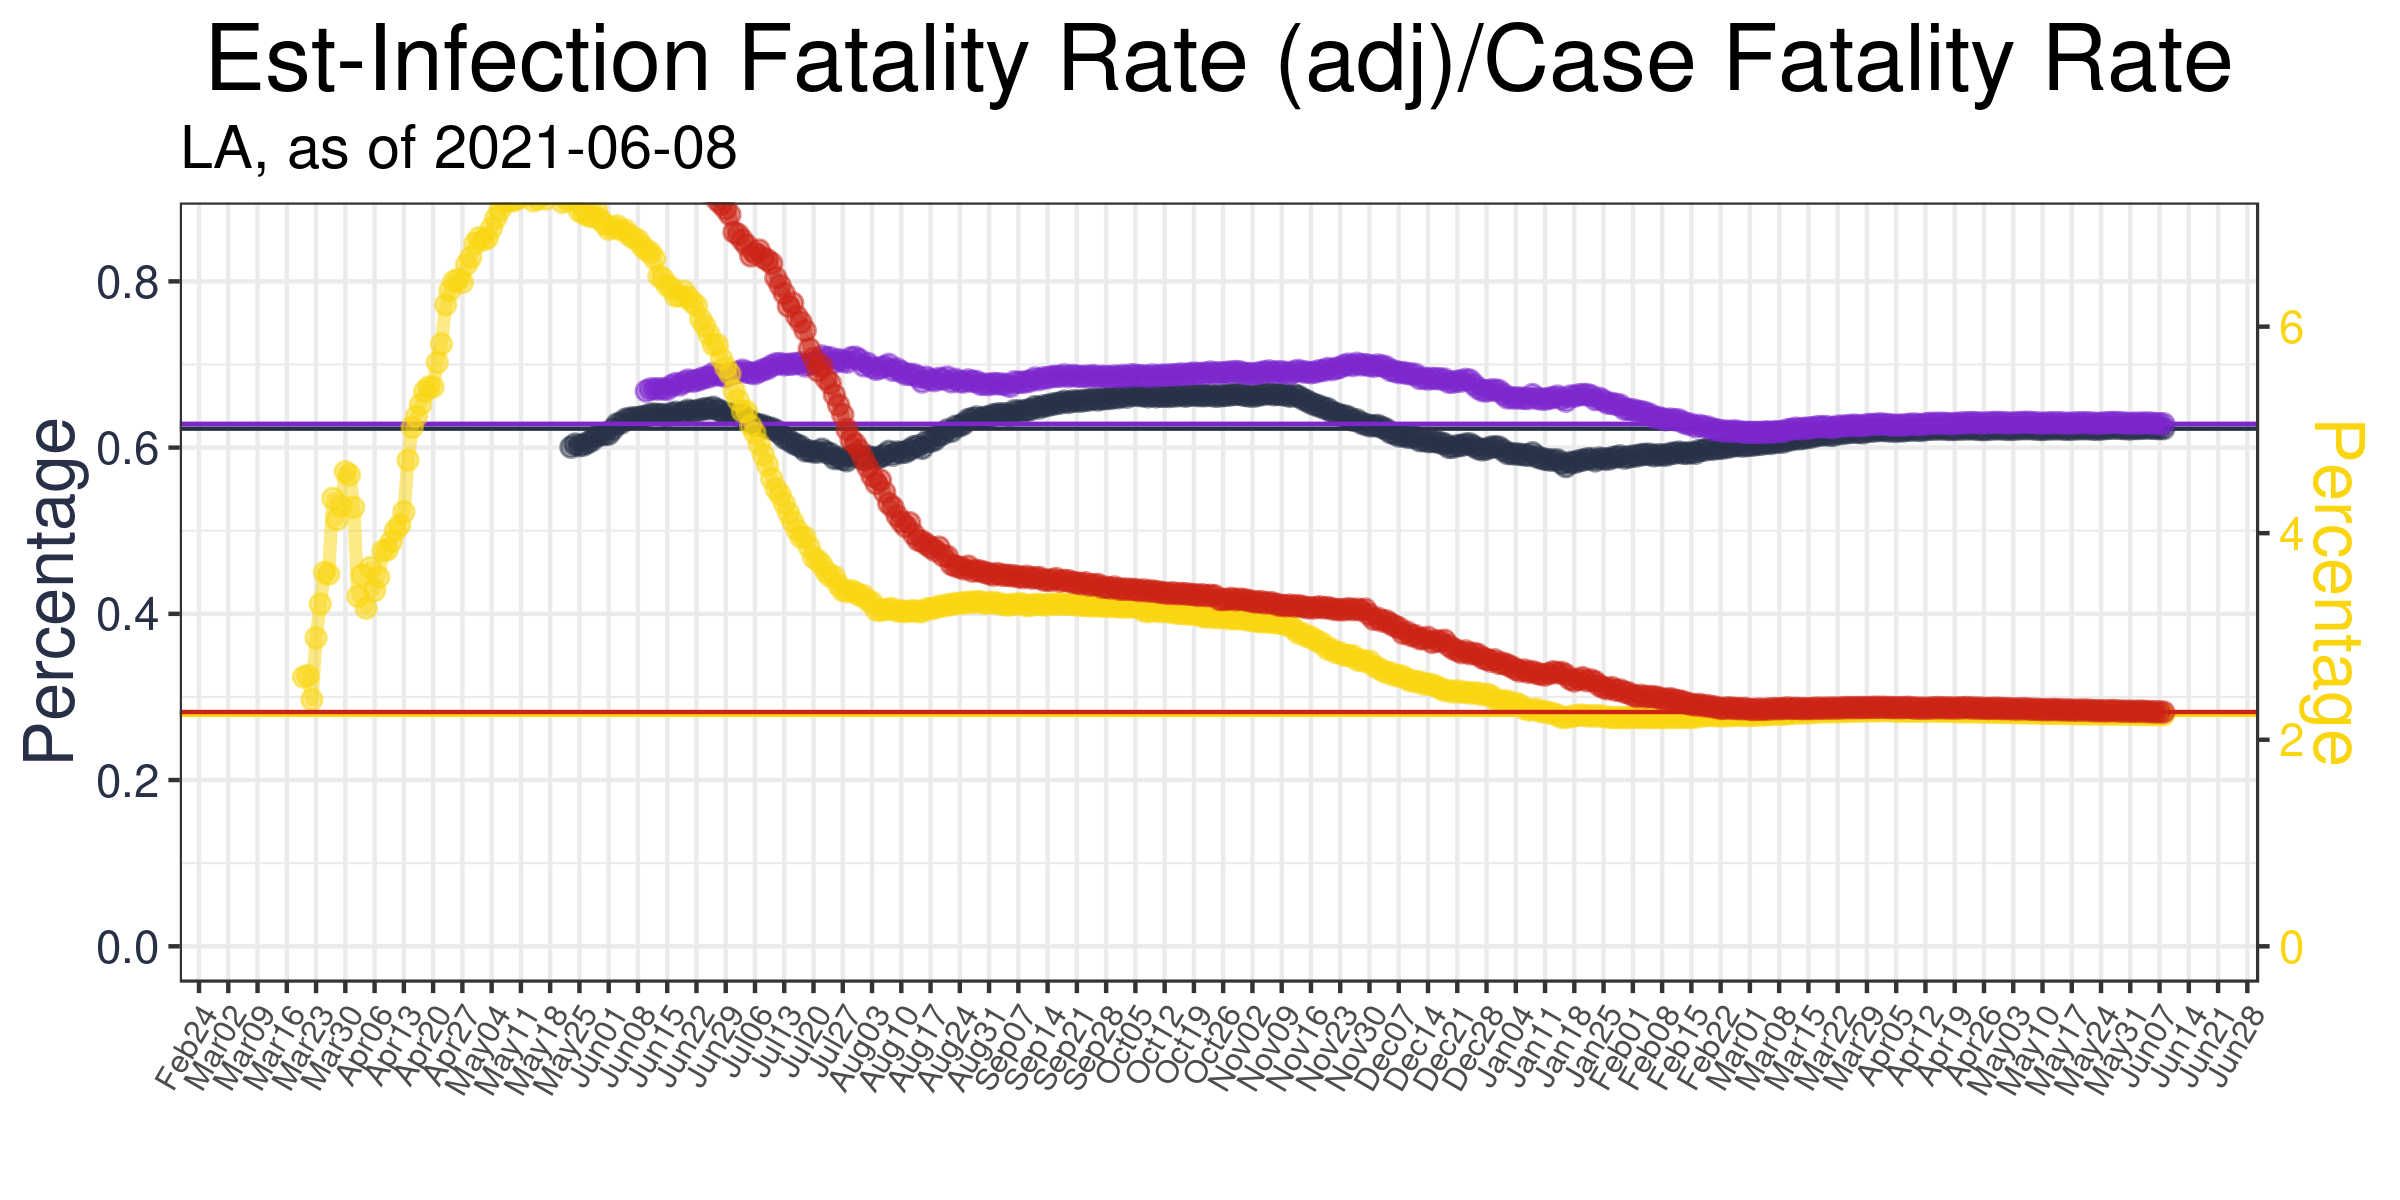 Est-Infection Fatality Rate (adj)/Case Fatality Rate
LA, as of 2021-06-08
Percentage
0.8
0.6
0.4
0.2
0.0
6
4
2
0
Percentage
Feb24
Mar02
Mar09
Mar16
Mar23
Mar30
Apr06
Apr13
Apr20
Apr27
May04
May11
May18
May25
Jun01
Jun08
Jun15
Jun22
Jun29
Jul06
Jul13
Jul20
Jul27
Aug03
Aug10
Aug17
Aug24
Aug31
Sep07
Sep14
Sep21
Sep28
Oct05
Oct12
Oct19
Oct26
Nov02
Nov09
Nov16
Nov23
Nov30
Dec07
Dec14
Dec21
Dec28
Jan04
Jan11
Jan18
Jan25
Feb01
Feb08
Feb15
Feb22
Mar01
Mar08
Mar15
Mar22
Mar29
Apr05
Apr12
Apr19
Apr26
May03
May10
May17
May24
May31
Jun07
Jun14
Jun21
Jun28